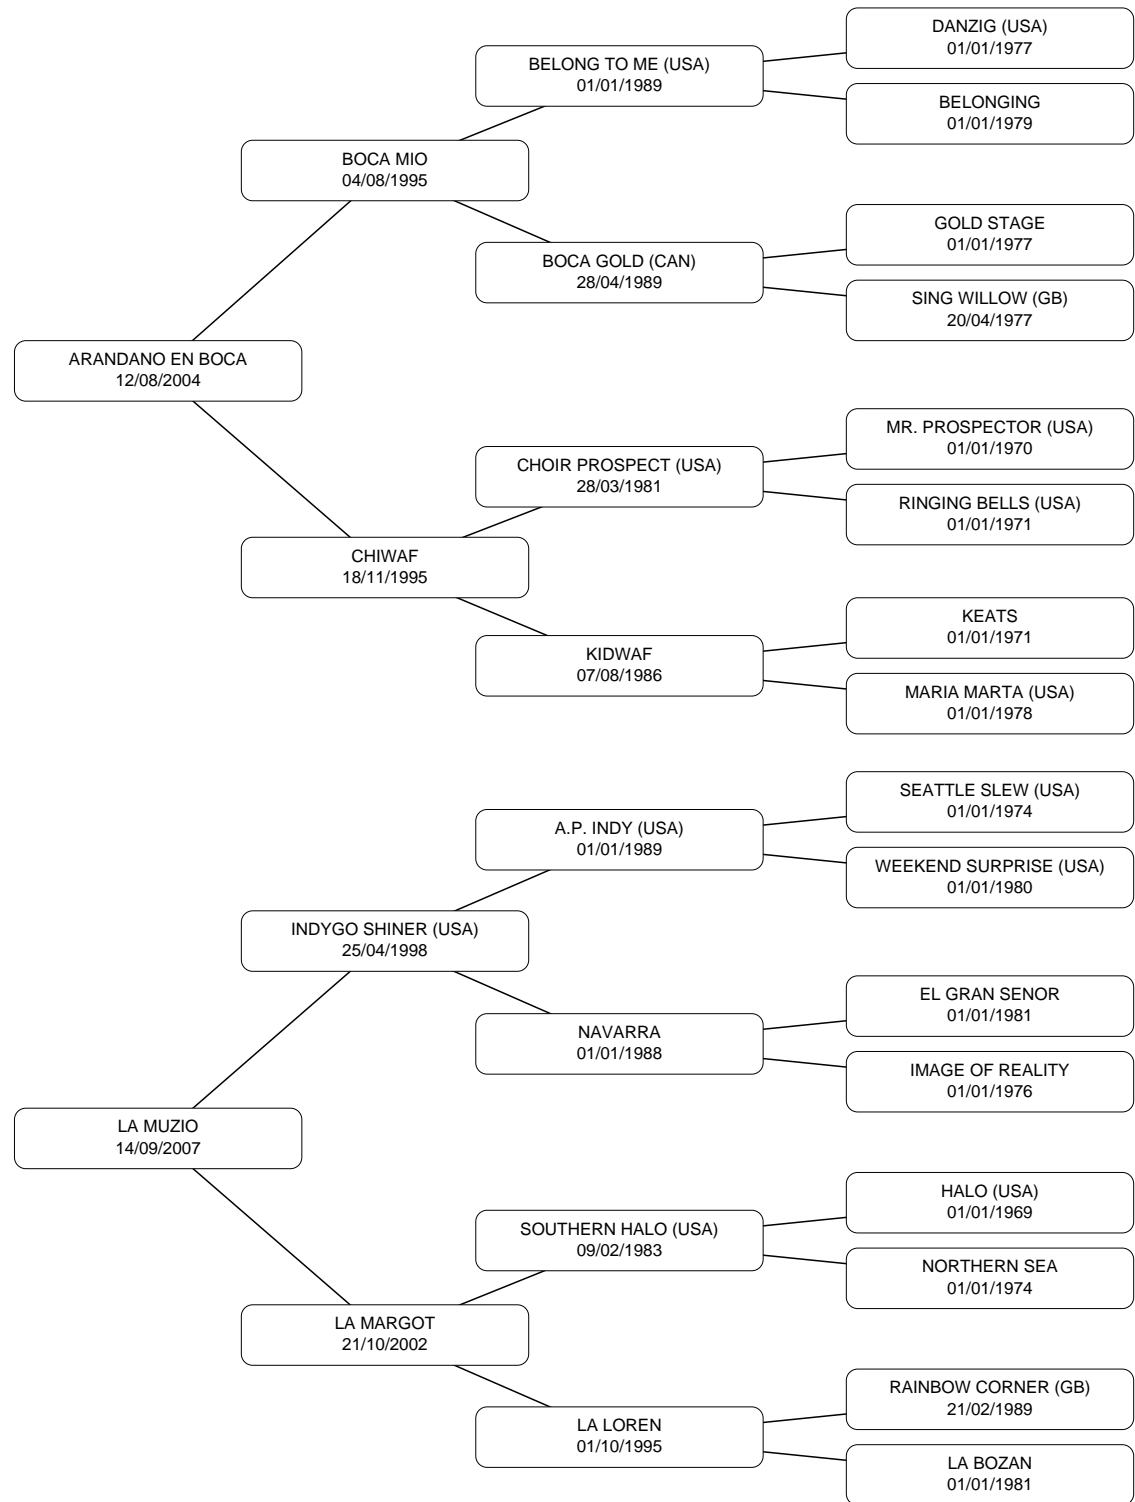 DANZIG (USA)
01/01/1977
BELONG TO ME (USA)
01/01/1989
BELONGING
01/01/1979
BOCA MIO
04/08/1995
GOLD STAGE
01/01/1977
BOCA GOLD (CAN)
28/04/1989
SING WILLOW (GB)
20/04/1977
ARANDANO EN BOCA
12/08/2004
MR. PROSPECTOR (USA)
01/01/1970
CHOIR PROSPECT (USA)
28/03/1981
RINGING BELLS (USA)
01/01/1971
CHIWAF
18/11/1995
KEATS
01/01/1971
KIDWAF
07/08/1986
MARIA MARTA (USA)
01/01/1978
SEATTLE SLEW (USA)
01/01/1974
A.P. INDY (USA)
01/01/1989
WEEKEND SURPRISE (USA)
01/01/1980
INDYGO SHINER (USA)
25/04/1998
EL GRAN SENOR
01/01/1981
NAVARRA
01/01/1988
IMAGE OF REALITY
01/01/1976
LA MUZIO
14/09/2007
HALO (USA)
01/01/1969
SOUTHERN HALO (USA)
09/02/1983
NORTHERN SEA
01/01/1974
LA MARGOT
21/10/2002
RAINBOW CORNER (GB)
21/02/1989
LA LOREN
01/10/1995
LA BOZAN
01/01/1981